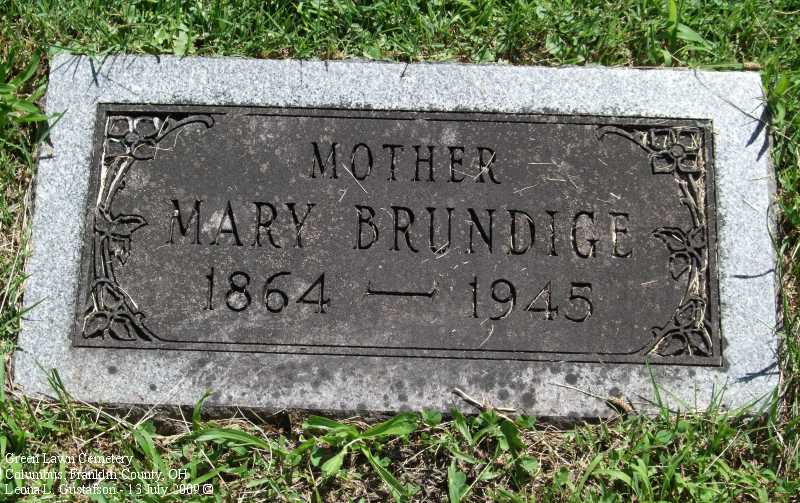 MOTHER
MARY BRUNDIGE
1864 — 1945
Green Lawn Cemetery
Columbus, Franklin County, OH
Leona L. Gustafson - 13 July 2009 ©